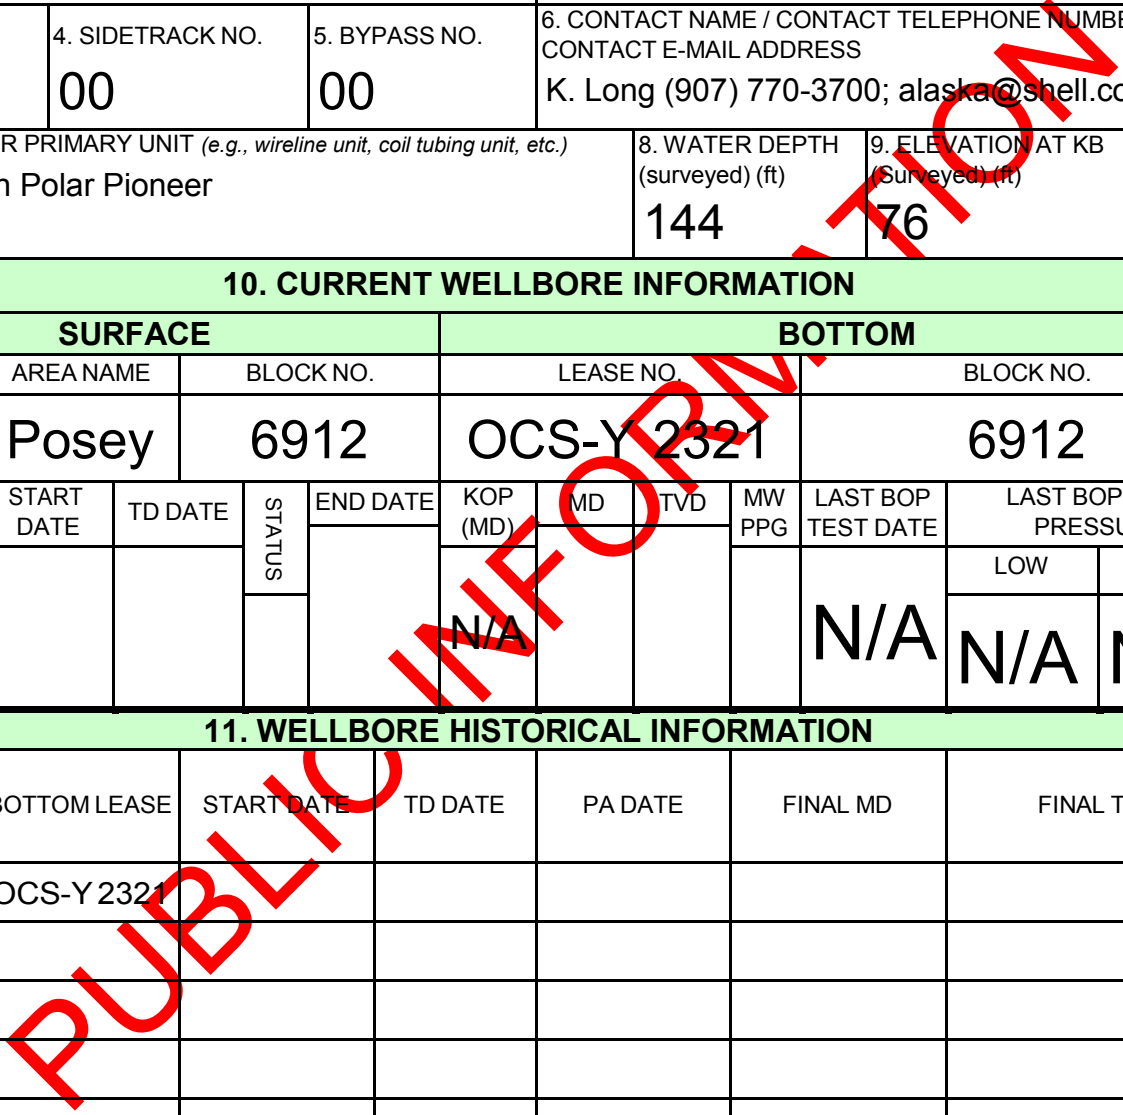 4. SIDETRACK NO.
00
5. BYPASS NO.
00
6. CONTACT NAME / CONTACT TELEPHONE
CONTACT E-MAIL ADDRESS
K. Long (907) 770-3700;
PRIMARY UNIT (e.g., wireline unit, coil tubing unit, etc.)
Polar Pioneer
8. WATER DEPTH
(surveyed) (ft)
144
9. ELEVATION AT KB
(Surveyed) (ft)
76
10. CURRENT WELLBORE INFORMATION
SURFACE
BOTTOM
AREA NAME
BLOCK NO.
LEASE NO.
BLOCK NO.
Posey
6912
OCS-Y 2321
6912
START
DATE
TD DATE
STATUS
END DATE
KOP
(MD)
MD
TVD
MW
PPG
LAST BOP
TEST DATE
LAST BOP
LOW
N/A
N/A
N/A
11. WELLBORE HISTORICAL INFORMATION
LEASE
START DATE
TD DATE
PA DATE
FINAL MD
FINAL
OCS-Y 2321
PUBLIC INFORMATION